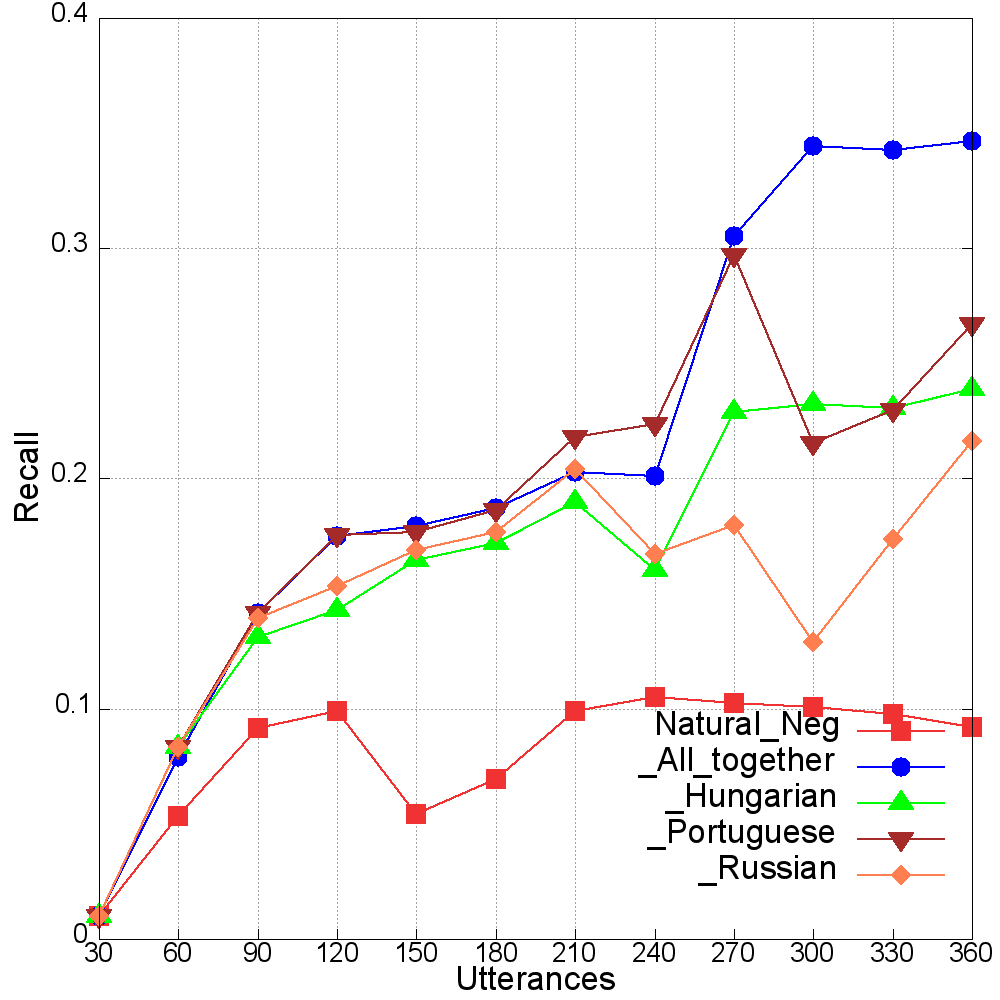 0.4
0.3
0.2
0.1
0
Recall
Natural_Neg
_All_together
_Hungarian
_Portuguese
_Russian
30 60 90 120 150 180 210 240 270 300 330 360
Utterances